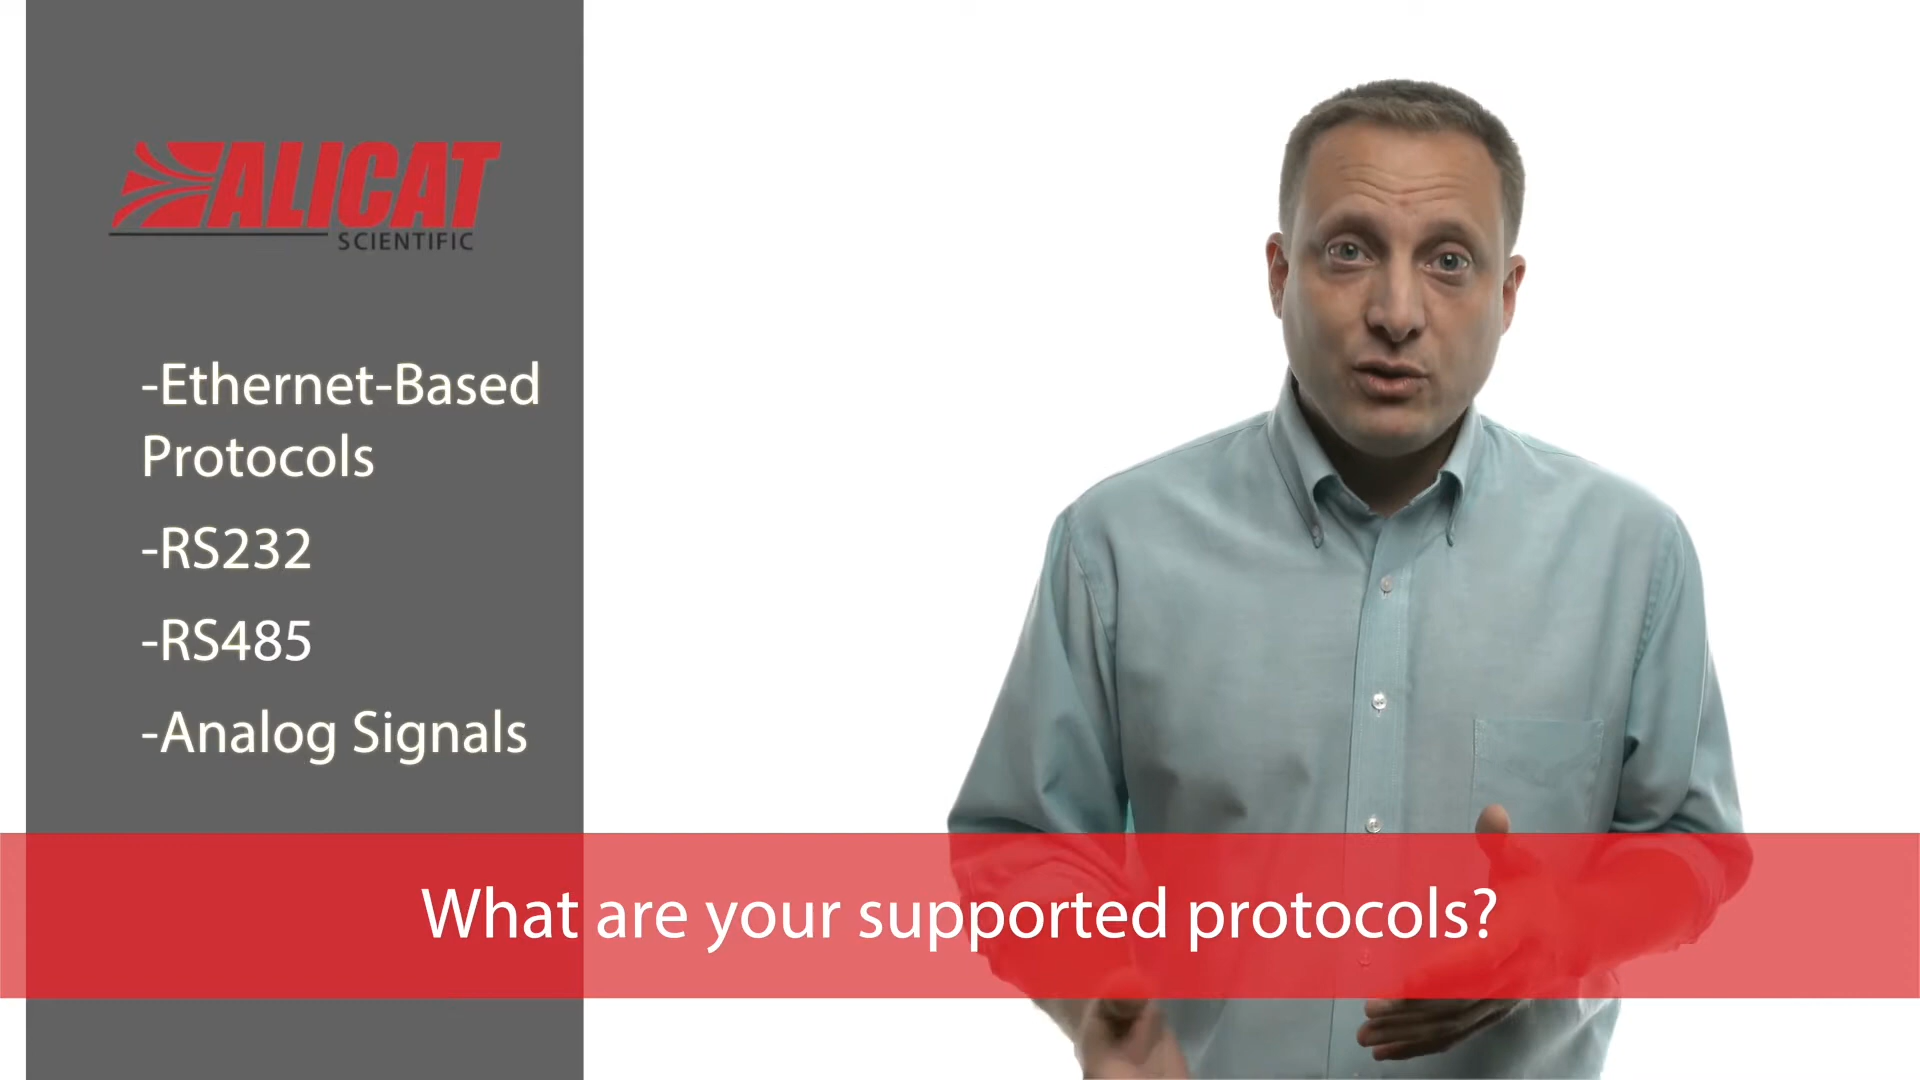 ALICAT
SCIENTIFIC
-Ethernet-Based
Protocols
-RS232
-RS485
-Analog Signals
What are your supported protocols?